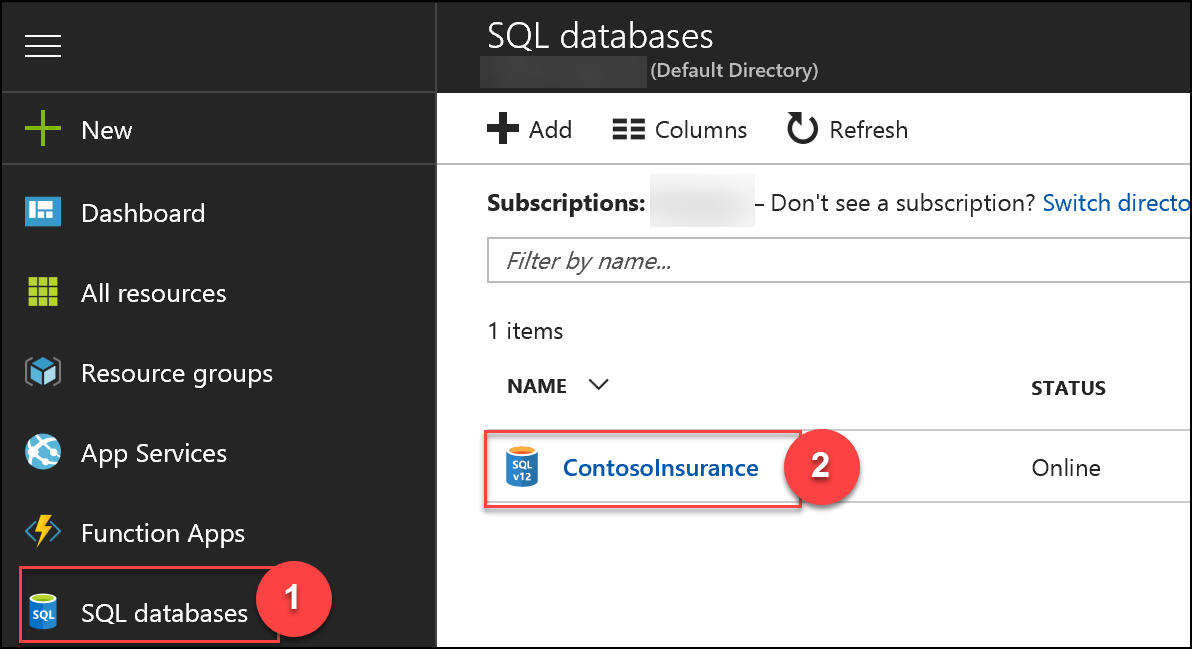 SQL databases
(Default Directory)
New
Add
Columns
Refresh
Dashboard
Subscriptions:
– Don't see a subscription? Switch directo
Filter by name...
All resources
1 items
Resource groups
NAME
STATUS
App Services
SQL v12
ContosoInsurance
2
Online
Function Apps
SQL
SQL databases
1